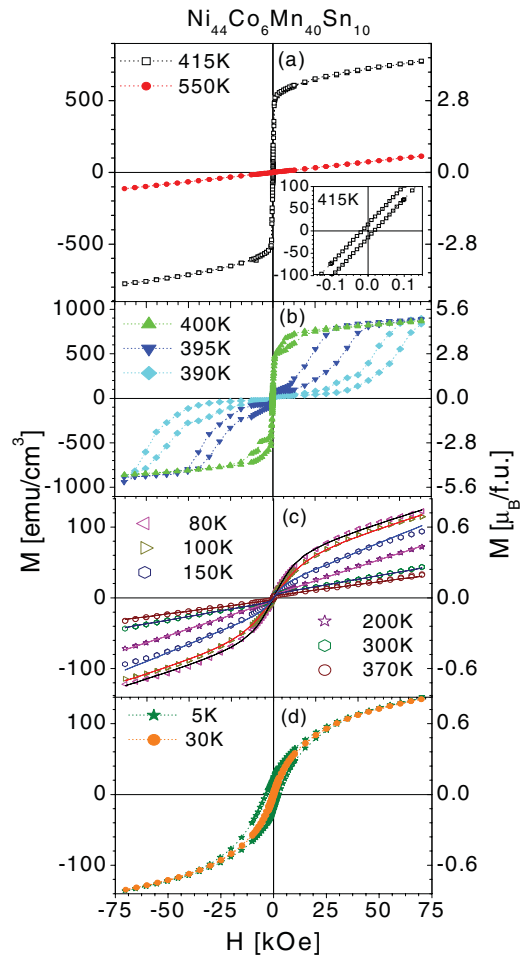 Ni44Co6Mn40Sn10
(a)
415K
550K
500
0
-500
2.8
0.0
-2.8
415K
100
50
0
-50
-100
-0.1 0.0 0.1
(b)
400K
395K
390K
1000
500
0
-500
-1000
5.6
2.8
0.0
-2.8
-5.6
M [emu/cm3]
M [μB/f.u.]
(c)
80K
100K
150K
200K
300K
370K
100
0
-100
0.6
0.0
-0.6
(d)
5K
30K
100
0
-100
0.6
0.0
-0.6
-75 -50 -25 0 25 50 75
H [kOe]